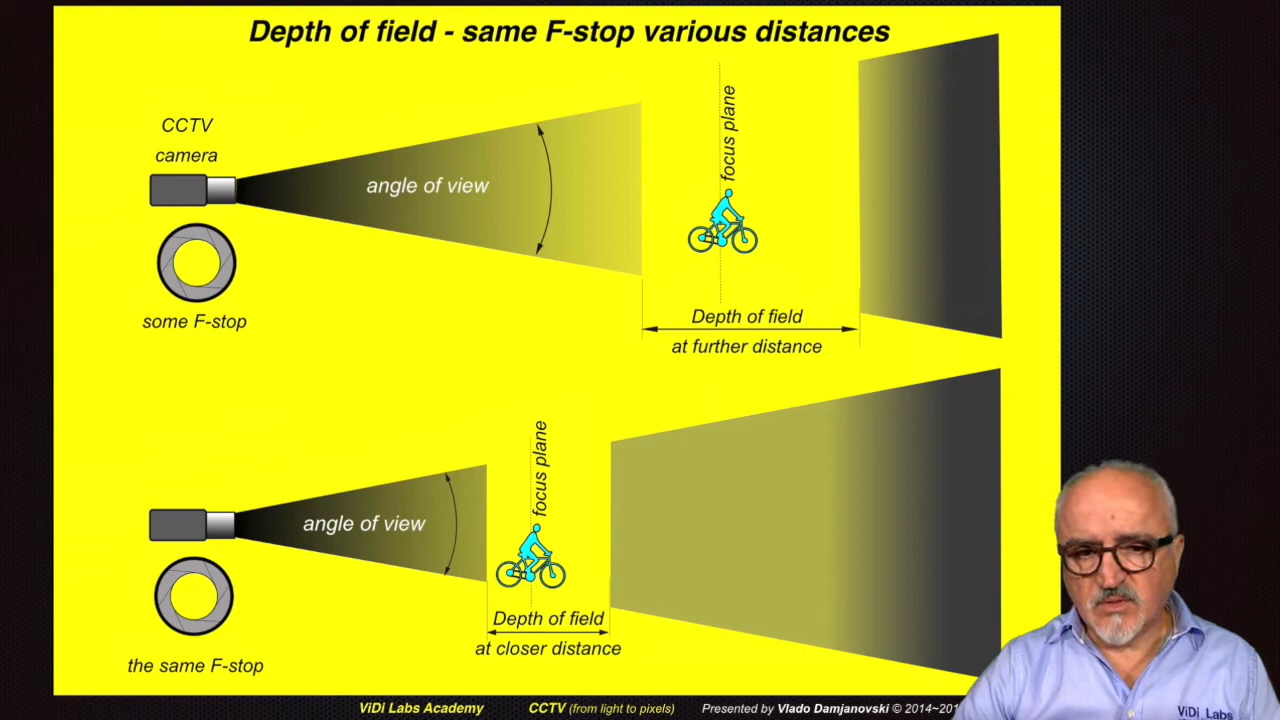 Depth of field - same F-stop various distances
CCTV
camera
angle of view
focus plane
some F-stop
Depth of field
at further distance
angle of view
focus plane
Depth of field
at closer distance
the same F-stop
ViDi Labs Academy
CCTV (from light to pixels)
Presented by Vlado Damjanovski © 2014~201
ViDi Labs